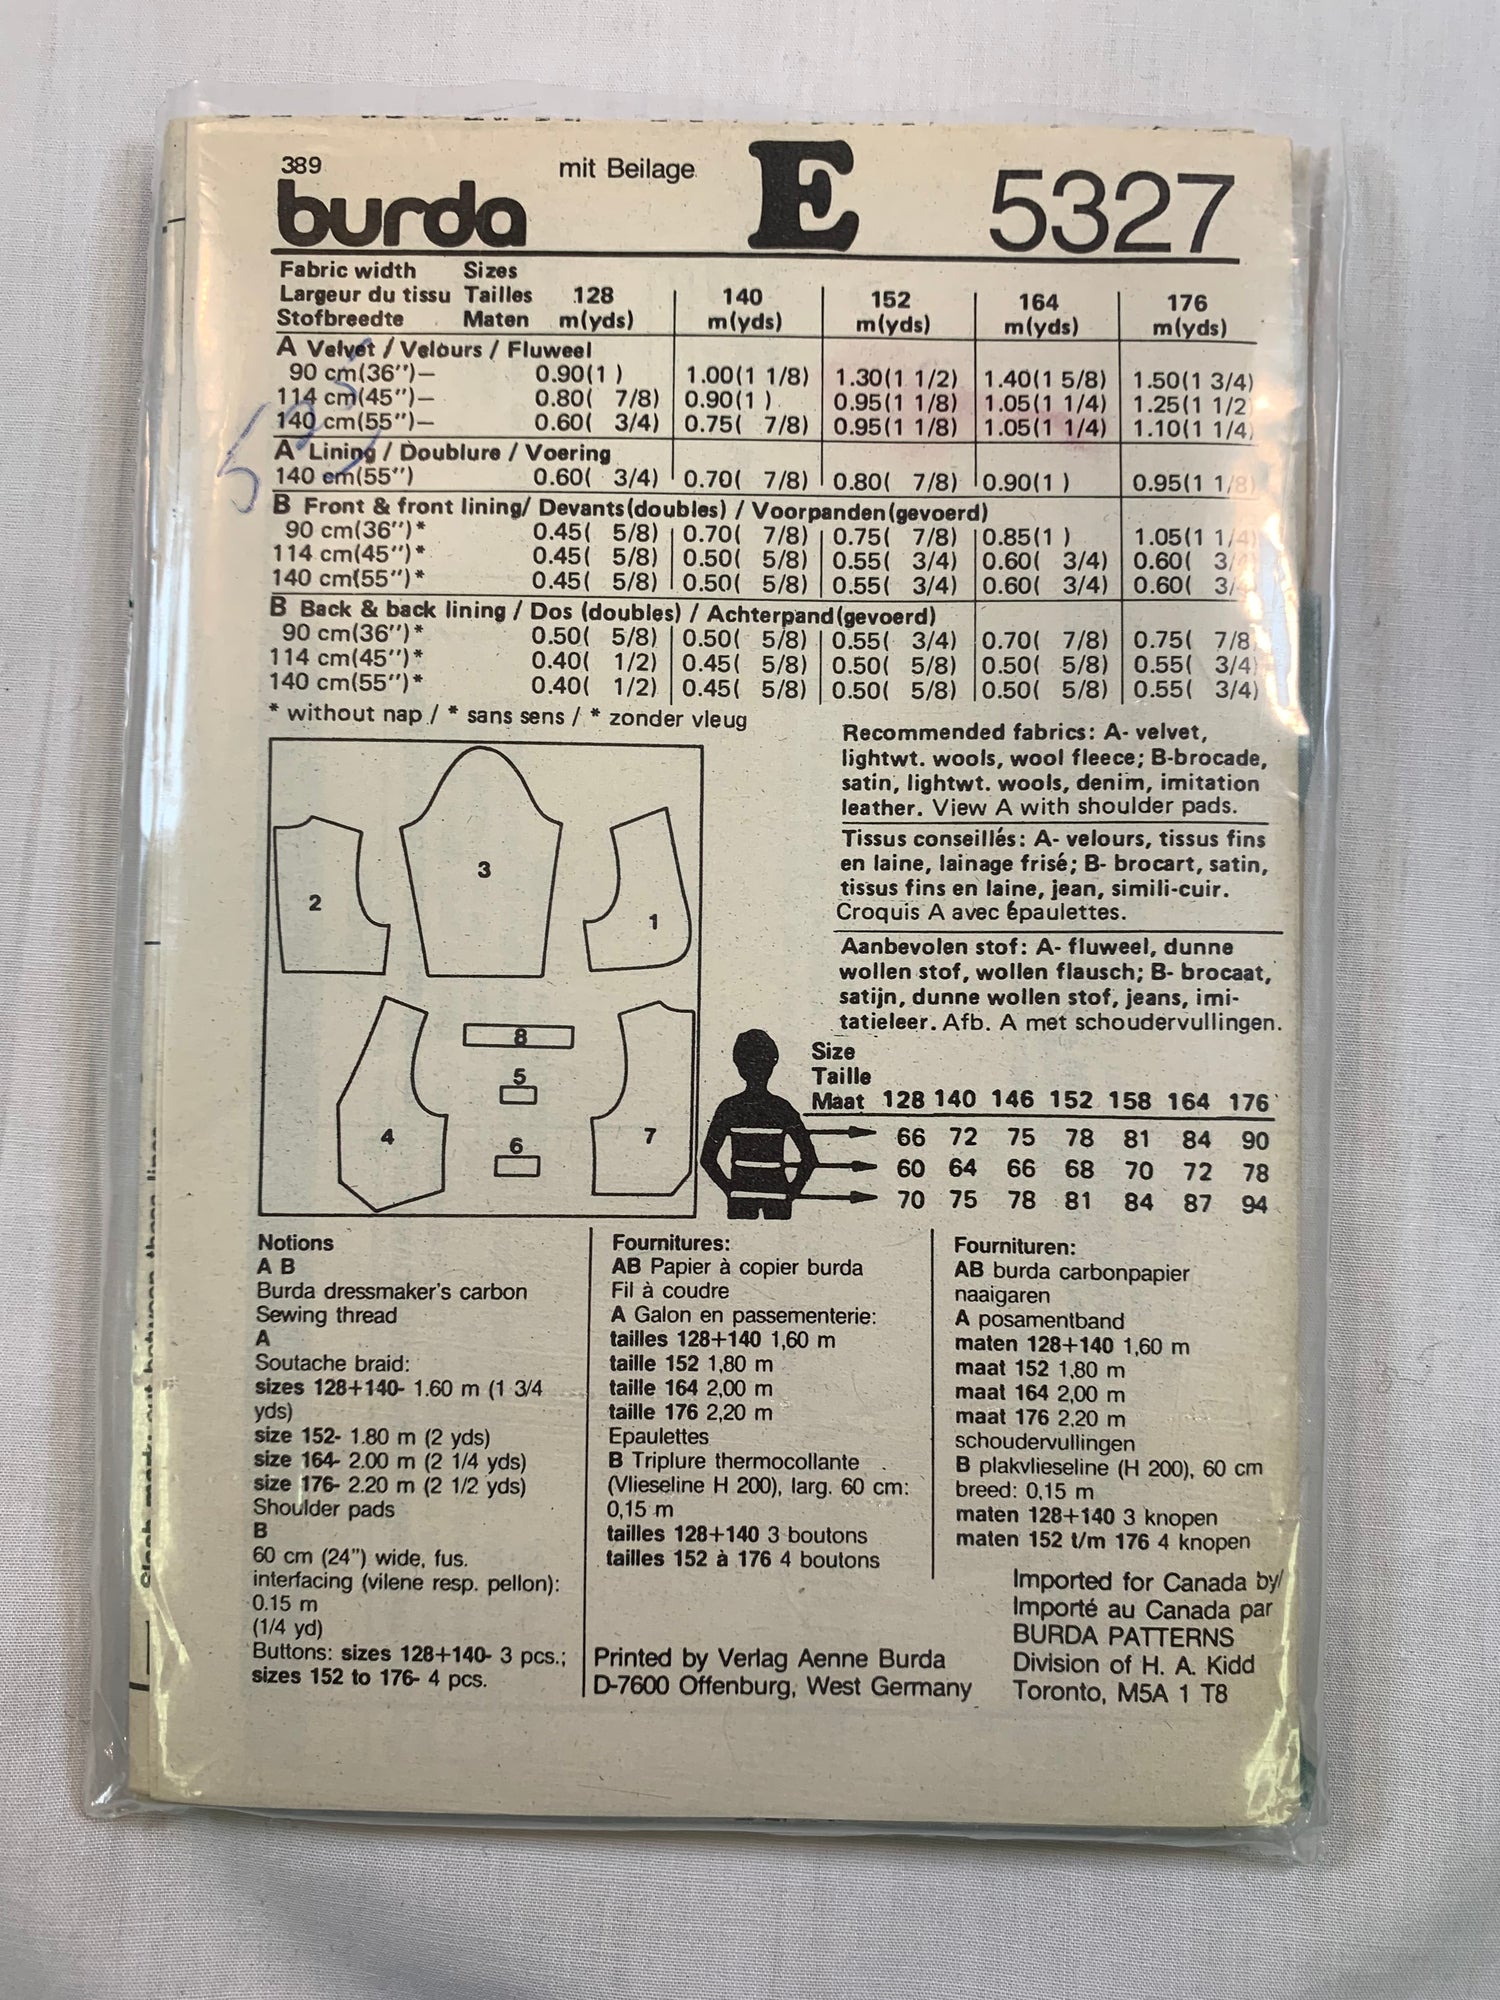 389
mit Beilage
E
5327
burda
Fabric width Sizes
Largeur du tissu Tailles 128 140 152 164 176
Stofbreedte Maten m(yds) m(yds) m(yds) m(yds) m(yds)
A Velvet / Velours / Fluweel
90 cm(36’’)— 0.90(1 ) 1.00(1 1/8) 1.30(1 1/2) 1.40(1 5/8) 1.50(1 3/4)
114 cm(45’’)— 0.80( 7/8) 0.90(1 ) 0.95(1 1/8) 1.05(1 1/4) 1.25(1 1/2
140 cm(55’’)— 0.60( 3/4) 0.75( 7/8) 0.95(1 1/8) 1.05(1 1/4) 1.10(1 1/4)
A Lining / Doublure / Voering
140 cm(55’’) 0.60( 3/4) 0.70( 7/8) 0.80( 7/8) 0.90(1 ) 0.95(1 1/8)
B Front & front lining/ Devants(doubles) / Voorpanden(gevoerd)
90 cm(36’’)* 0.45( 5/8) 0.70( 7/8) 0.75( 7/8) 0.85(1 ) 1.05(1 1/4)
114 cm(45’’)* 0.45( 5/8) 0.50( 5/8) 0.55( 3/4) 0.60( 3/4) 0.60( 3/
140 cm(55’’)* 0.45( 5/8) 0.50( 5/8) 0.55( 3/4) 0.60( 3/4) 0.60( 3/4
B Back & back lining / Dos (doubles) / Achterpand(gevoerd)
90 cm(36’’)* 0.50( 5/8) 0.50( 5/8) 0.55( 3/4) 0.70( 7/8) 0.75( 7/8
114 cm(45’’)* 0.40( 1/2) 0.45( 5/8) 0.50( 5/8) 0.50( 5/8) 0.55( 3/4)
140 cm(55’’)* 0.40( 1/2) 0.45( 5/8) 0.50( 5/8) 0.50( 5/8) 0.55( 3/4)
* without nap / * sans sens / * zonder vleug
Recommended fabrics: A- velvet,
lightwt. wools, wool fleece; B-brocade,
satin, lightwt. wools, denim, imitation
leather. View A with shoulder pads.
Tissus conseillés: A- velours, tissus fins
en laine, lainage frisé; B- brocart, satin,
tissus fins en laine, jean, simili-cuir.
Croquis A avec épaulettes.
Aanbevolen stof: A- fluweel, dunne
wollen stof, wollen flausch; B- brocaat,
satijn, dunne wollen stof, jeans, imi-
tatieleer. Afb. A met schoudervullingen.
2
3
1
4
8
5
6
7
Size
Taille
Maat 128 140 146 152 158 164 176
66 72 75 78 81 84 90
60 64 66 68 70 72 78
70 75 78 81 84 87 94
Notions
A B
Burda dressmaker's carbon
Sewing thread
A
Soutache braid:
sizes 128+140- 1.60 m (1 3/4
yds)
size 152- 1.80 m (2 yds)
size 164- 2.00 m (2 1/4 yds)
size 176- 2.20 m (2 1/2 yds)
Shoulder pads
B
60 cm (24”) wide, fus.
interfacing (vilene resp. pellon):
0.15 m
(1/4 yd)
Buttons: sizes 128+140- 3 pcs.;
sizes 152 to 176- 4 pcs.
Fournitures:
AB Papier à copier burda
Fil à coudre
A Galon en passementerie:
tailles 128+140 1,60 m
taille 152 1,80 m
taille 164 2,00 m
taille 176 2,20 m
Epaulettes
B Triplure thermocollante
(Vlieseline H 200), larg. 60 cm:
0,15 m
tailles 128+140 3 boutons
tailles 152 à 176 4 boutons
Fournituren:
AB burda carbonpapier
naaigaren
A posamentband
maten 128+140 1,60 m
maat 152 1,80 m
maat 164 2,00 m
maat 176 2,20 m
schoudervullingen
B plakvlieseline (H 200), 60 cm
breed: 0,15 m
maten 128+140 3 knopen
maten 152 t/m 176 4 knopen
Printed by Verlag Aenne Burda
D-7600 Offenburg, West Germany
Imported for Canada by/
Importé au Canada par
BURDA PATTERNS
Division of H. A. Kidd
Toronto, M5A 1 T8